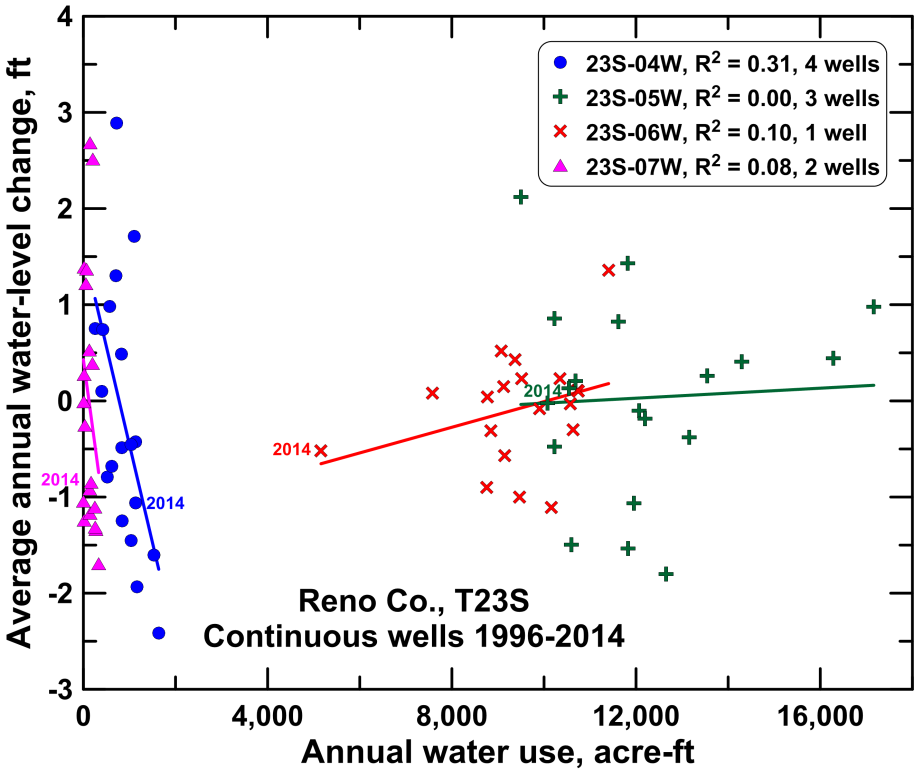 4
3
2
1
0
-1
-2
-3
Average annual water-level change, ft
23S-04W, R² = 0.31, 4 wells
23S-05W, R² = 0.00, 3 wells
23S-06W, R² = 0.10, 1 well
23S-07W, R² = 0.08, 2 wells
2014
2014
2014
2014
Reno Co., T23S
Continuous wells 1996-2014
0 4,000 8,000 12,000 16,000
Annual water use, acre-ft